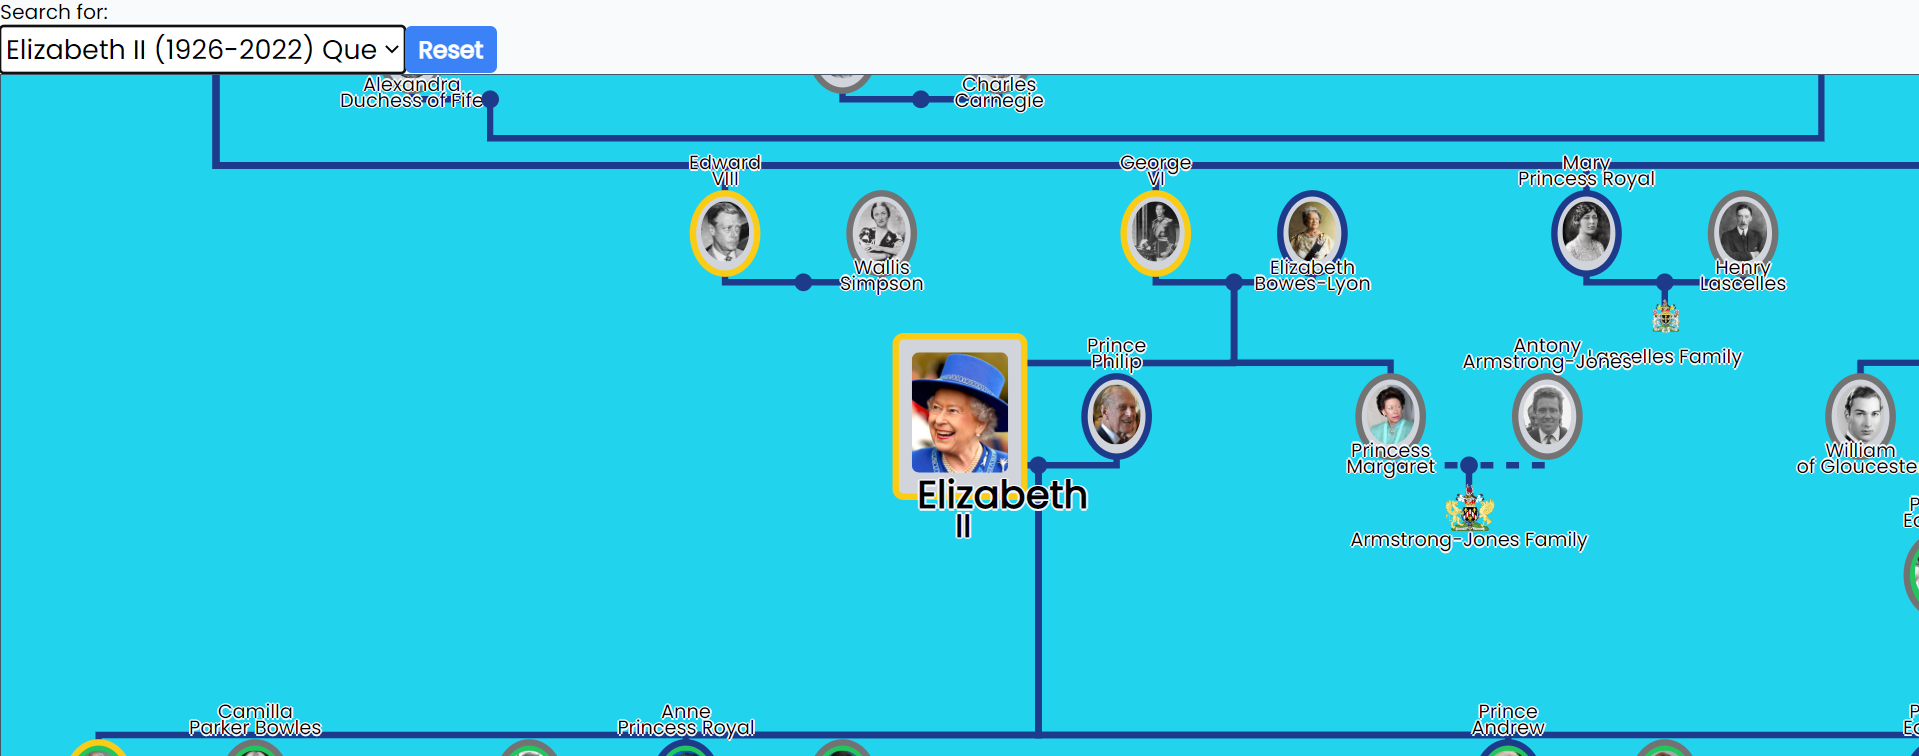 Search for:
Elizabeth II (1926-2022) Que
Reset
Alexandra
Duchess of Fife
Charles
Carnegie
Edward
VIII
George
VI
Mary
Princess Royal
Wallis
Simpson
Elizabeth
Bowes-Lyon
Henry
Lascelles
Prince
Philip
Antony
Armstrong-Jones
Lascelles Family
Elizabeth
II
Princess
Margaret
William
of Glouceste
Armstrong-Jones Family
P
Ed
Camilla
Parker Bowles
Anne
Princess Royal
Prince
Andrew
P
Ed